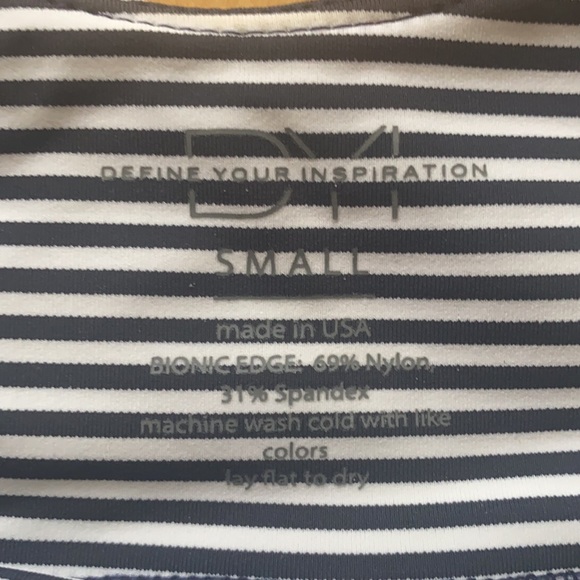 DYI
DEFINE YOUR INSPIRATION
SMALL
made in USA
BIONIC EDGE: 69% Nylon,
31% Spandex
machine wash cold with like
colors
lay flat to dry